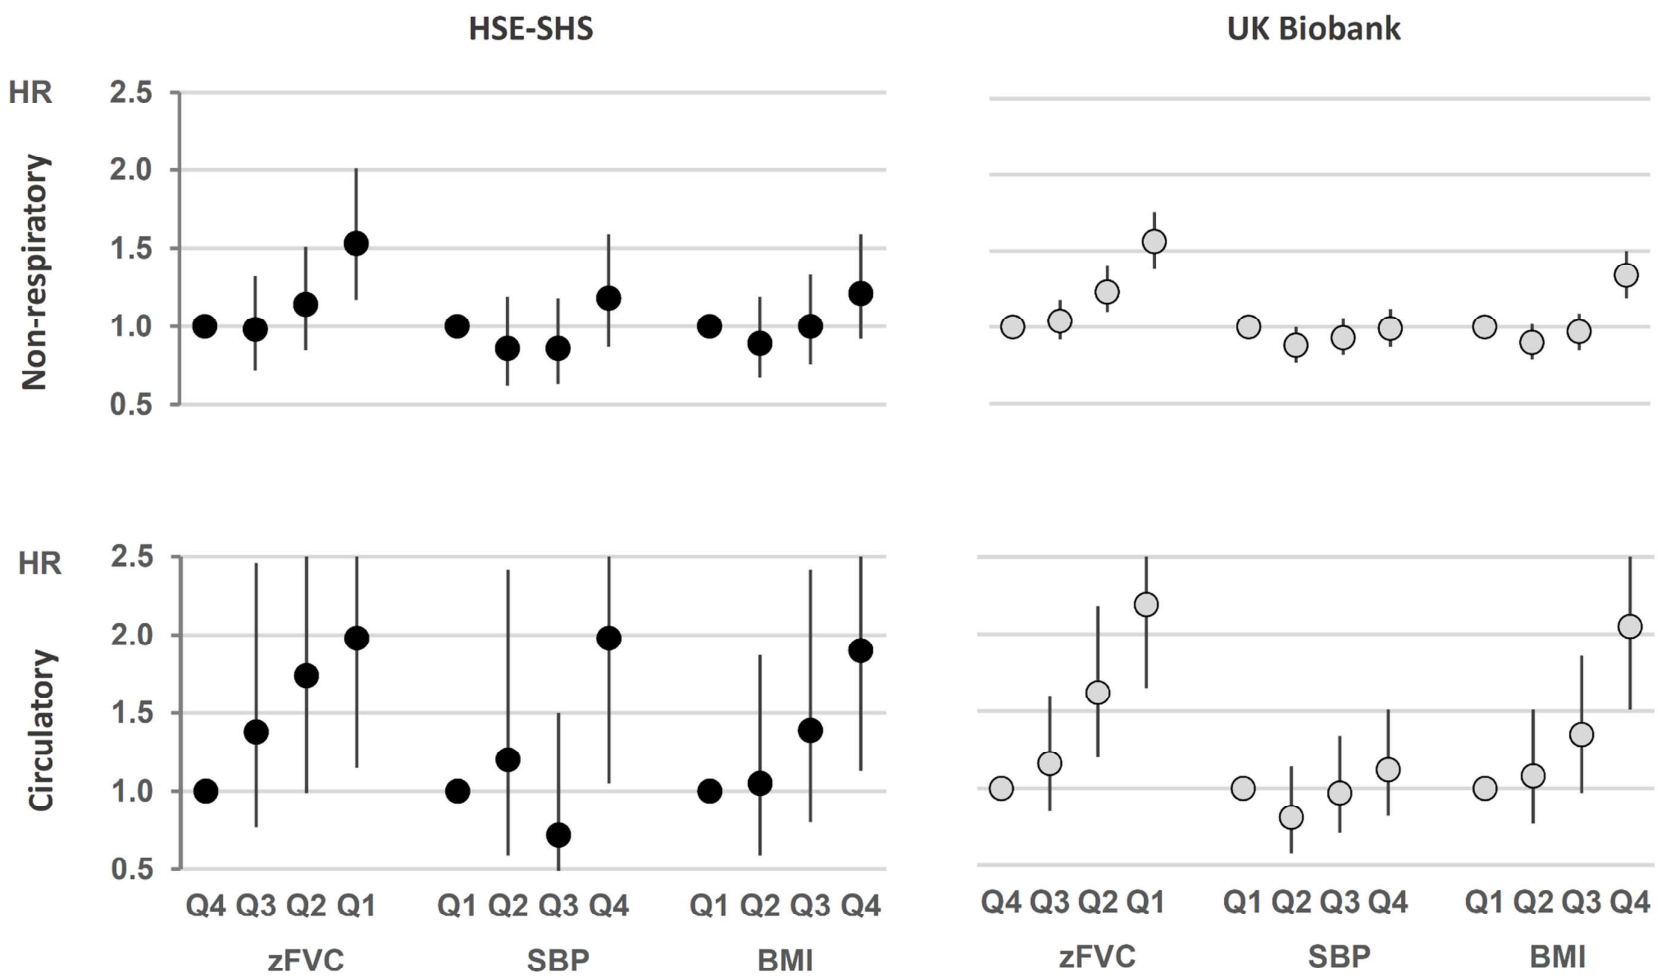 HSE-SHS UK Biobank
HR 2.5
2.0
1.5
1.0
0.5
Non-respiratory
HR 2.5
2.0
1.5
1.0
0.5
Circulatory
Q4 Q3 Q2 Q1 Q1 Q2 Q3 Q4 Q1 Q2 Q3 Q4 Q4 Q3 Q2 Q1 Q1 Q2 Q3 Q4 Q1 Q2 Q3 Q4
zFVC SBP BMI zFVC SBP BMI